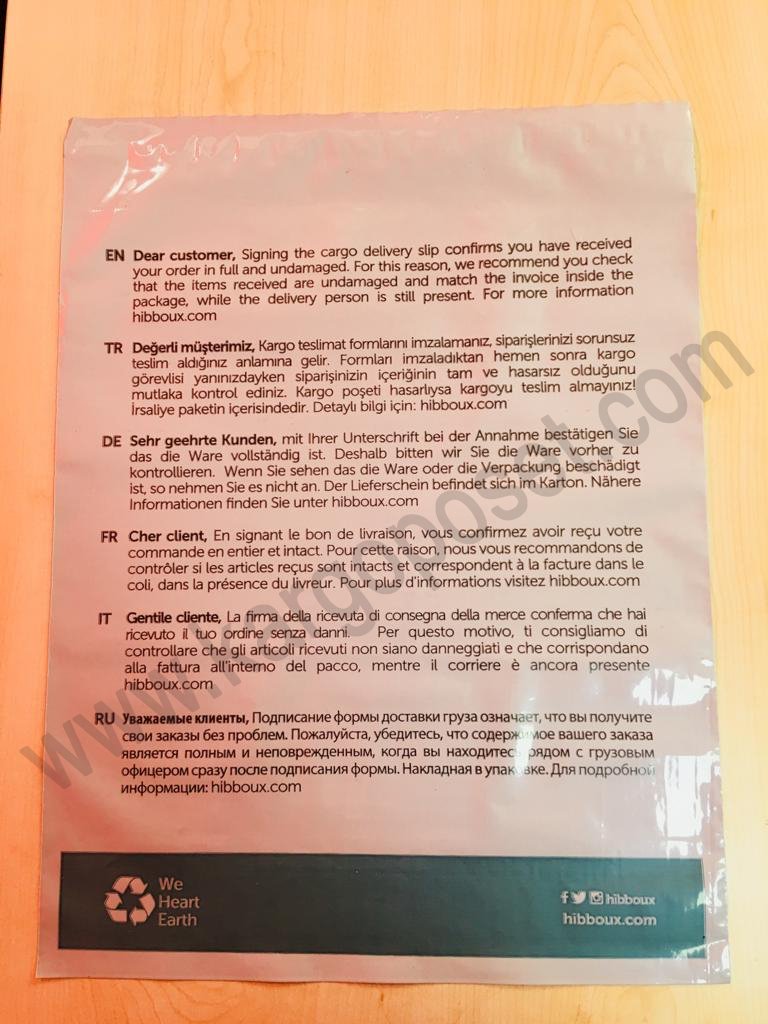 EN Dear customer, Signing the cargo delivery slip confirms you have received
your order in full and undamaged. For this reason, we recommend you check
that the items received are undamaged and match the invoice inside the
package, while the delivery person is still present. For more information
hibboux.com
TR Değerli müşterimiz, Kargo teslimat formlarını imzalamanız, siparişlerinizi sorunsuz
teslim aldığınız anlamına gelir. Formları imzaladıktan hemen sonra kargo
görevlisi yanınızdayken siparişinizin içeriğinin tam ve hasarsız olduğunu
mutlaka kontrol ediniz. Kargo poşeti hasarlıysa kargoyu teslim almayınız!
İrsaliye paketin içerisindedir. Detaylı bilgi için: hibboux.com
DE Sehr geehrte Kunden, mit Ihrer Unterschrift bei der Annahme bestätigen Sie
das die Ware vollständig ist. Deshalb bitten wir Sie die Ware vorher zu
kontrollieren. Wenn Sie sehen das die Ware oder die Verpackung beschädigt
ist, so nehmen Sie es nicht an. Der Lieferschein befindet sich im Karton. Nähere
Informationen finden Sie unter hibboux.com
FR Cher client, En signant le bon de livraison, vous confirmez avoir reçu votre
commande en entier et intact. Pour cette raison, nous vous recommandons de
contrôler si les articles reçus sont intacts et correspondent à la facture dans le
coli, dans la présence du livreur. Pour plus d'informations visitez hibboux.com
IT Gentile cliente, La firma della ricevuta di consegna della merce conferma che hai
ricevuto il tuo ordine senza danni. Per questo motivo, ti consigliamo di
controllare che gli articoli ricevuti non siano danneggiati e che corrispondano
alla fattura all'interno del pacco, mentre il corriere è ancora presente
hibboux.com
RU Уважаемые клиенты, Подписание формы доставки груза означает, что вы получите
свои заказы без проблем. Пожалуйста, убедитесь, что содержимое вашего заказа
является полным и неповрежденным, когда вы находитесь рядом с грузовым
офицером сразу после подписания формы. Накладная в упаковке. Для подробной
информации: hibboux.com
We
Heart
Earth
hibboux
hibboux.com
www.kargoposet.com